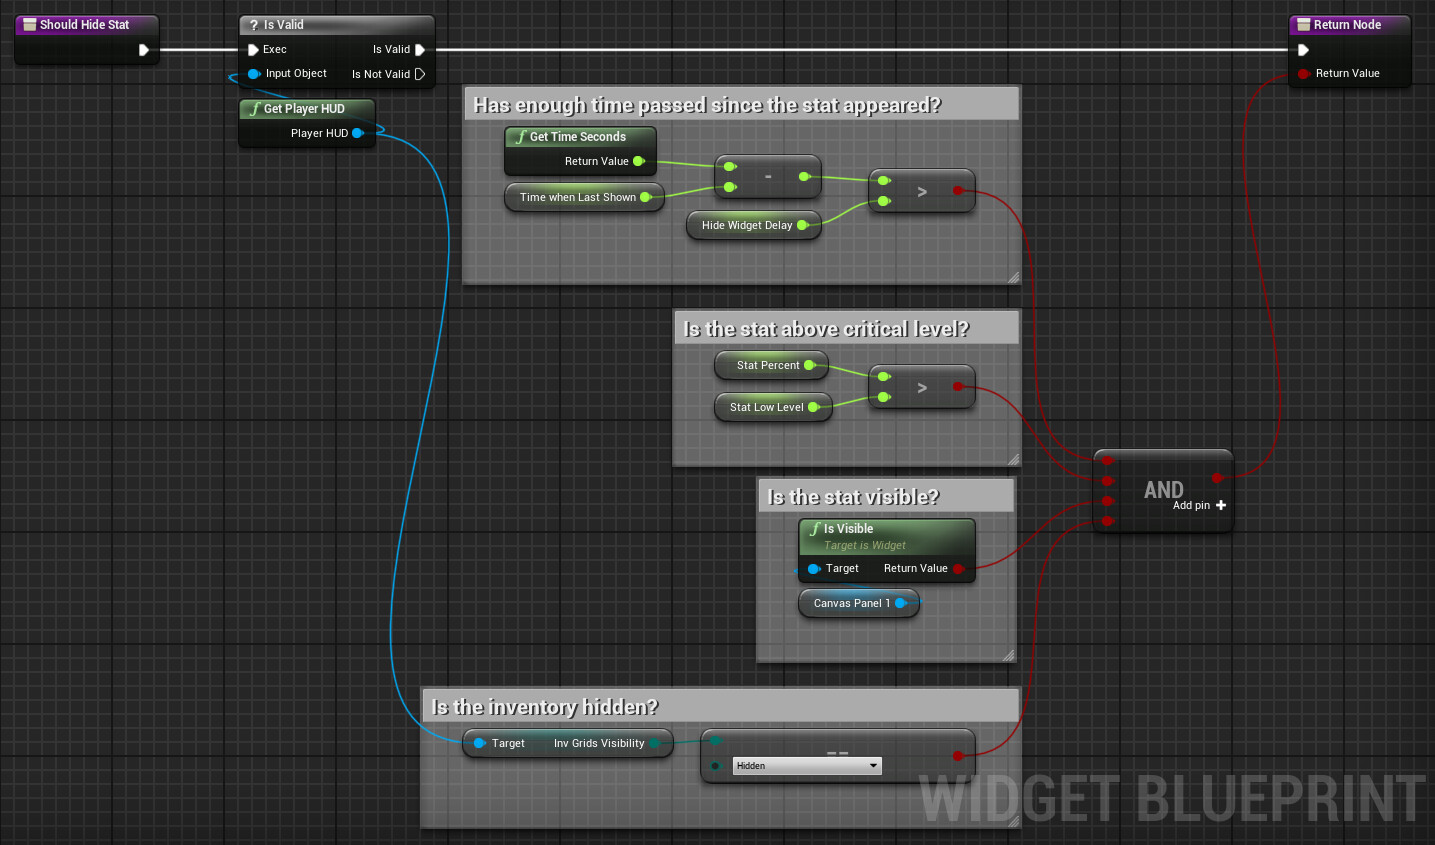 Should Hide Stat
? Is Valid
Exec
Is Valid
Input Object
Is Not Valid
Return Node
Return Value
f Get Player HUD
Player HUD
Has enough time passed since the stat appeared?
f Get Time Seconds
Return Value
Time when Last Shown
-
Hide Widget Delay
>
Is the stat above critical level?
Stat Percent
Stat Low Level
>
Is the stat visible?
f Is Visible
Target is Widget
Target
Return Value
Canvas Panel 1
AND
Add pin +
Is the inventory hidden?
Target
Inv Grids Visibility
==
Hidden
WIDGET BLUEPRINT